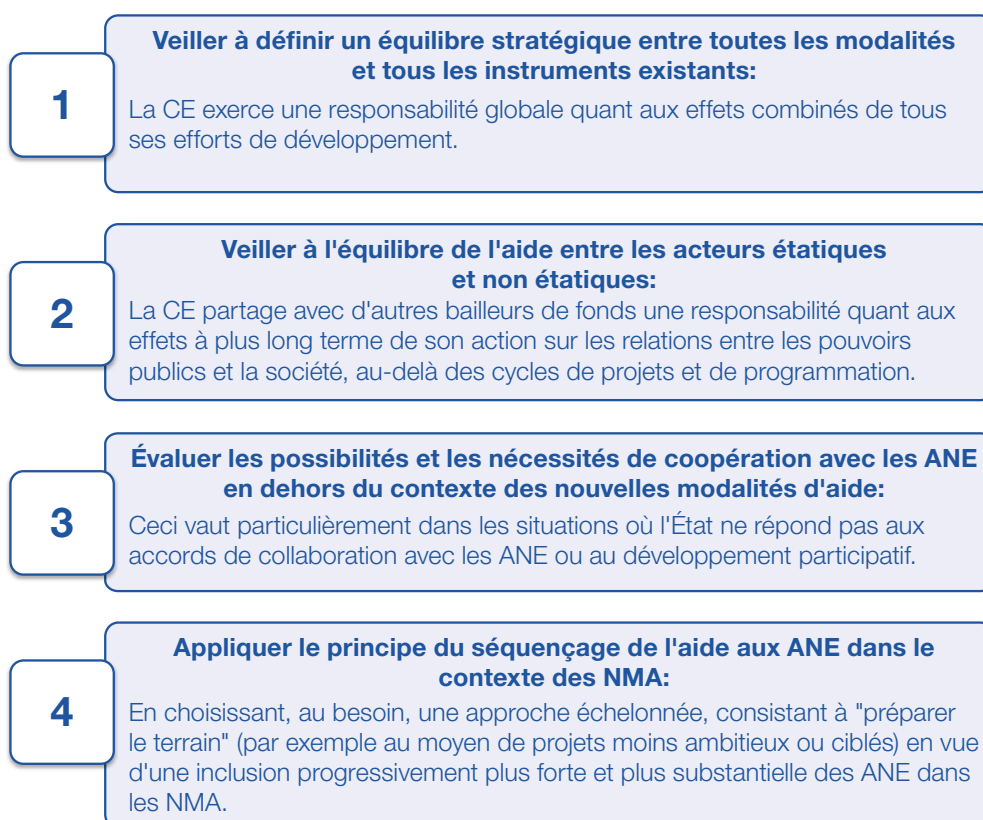 1
Veiller à définir un équilibre stratégique entre toutes les modalités
et tous les instruments existants:
La CE exerce une responsabilité globale quant aux effets combinés de tous
ses efforts de développement.
2
Veiller à l'équilibre de l'aide entre les acteurs étatiques
et non étatiques:
La CE partage avec d'autres bailleurs de fonds une responsabilité quant aux
effets à plus long terme de son action sur les relations entre les pouvoirs
publics et la société, au-delà des cycles de projets et de programmation.
3
Évaluer les possibilités et les nécessités de coopération avec les ANE
en dehors du contexte des nouvelles modalités d'aide:
Ceci vaut particulièrement dans les situations où l'État ne répond pas aux
accords de collaboration avec les ANE ou au développement participatif.
4
Appliquer le principe du séquençage de l'aide aux ANE dans le
contexte des NMA:
En choisissant, au besoin, une approche échelonnée, consistant à "préparer
le terrain" (par exemple au moyen de projets moins ambitieux ou ciblés) en vue
d'une inclusion progressivement plus forte et plus substantielle des ANE dans
les NMA.